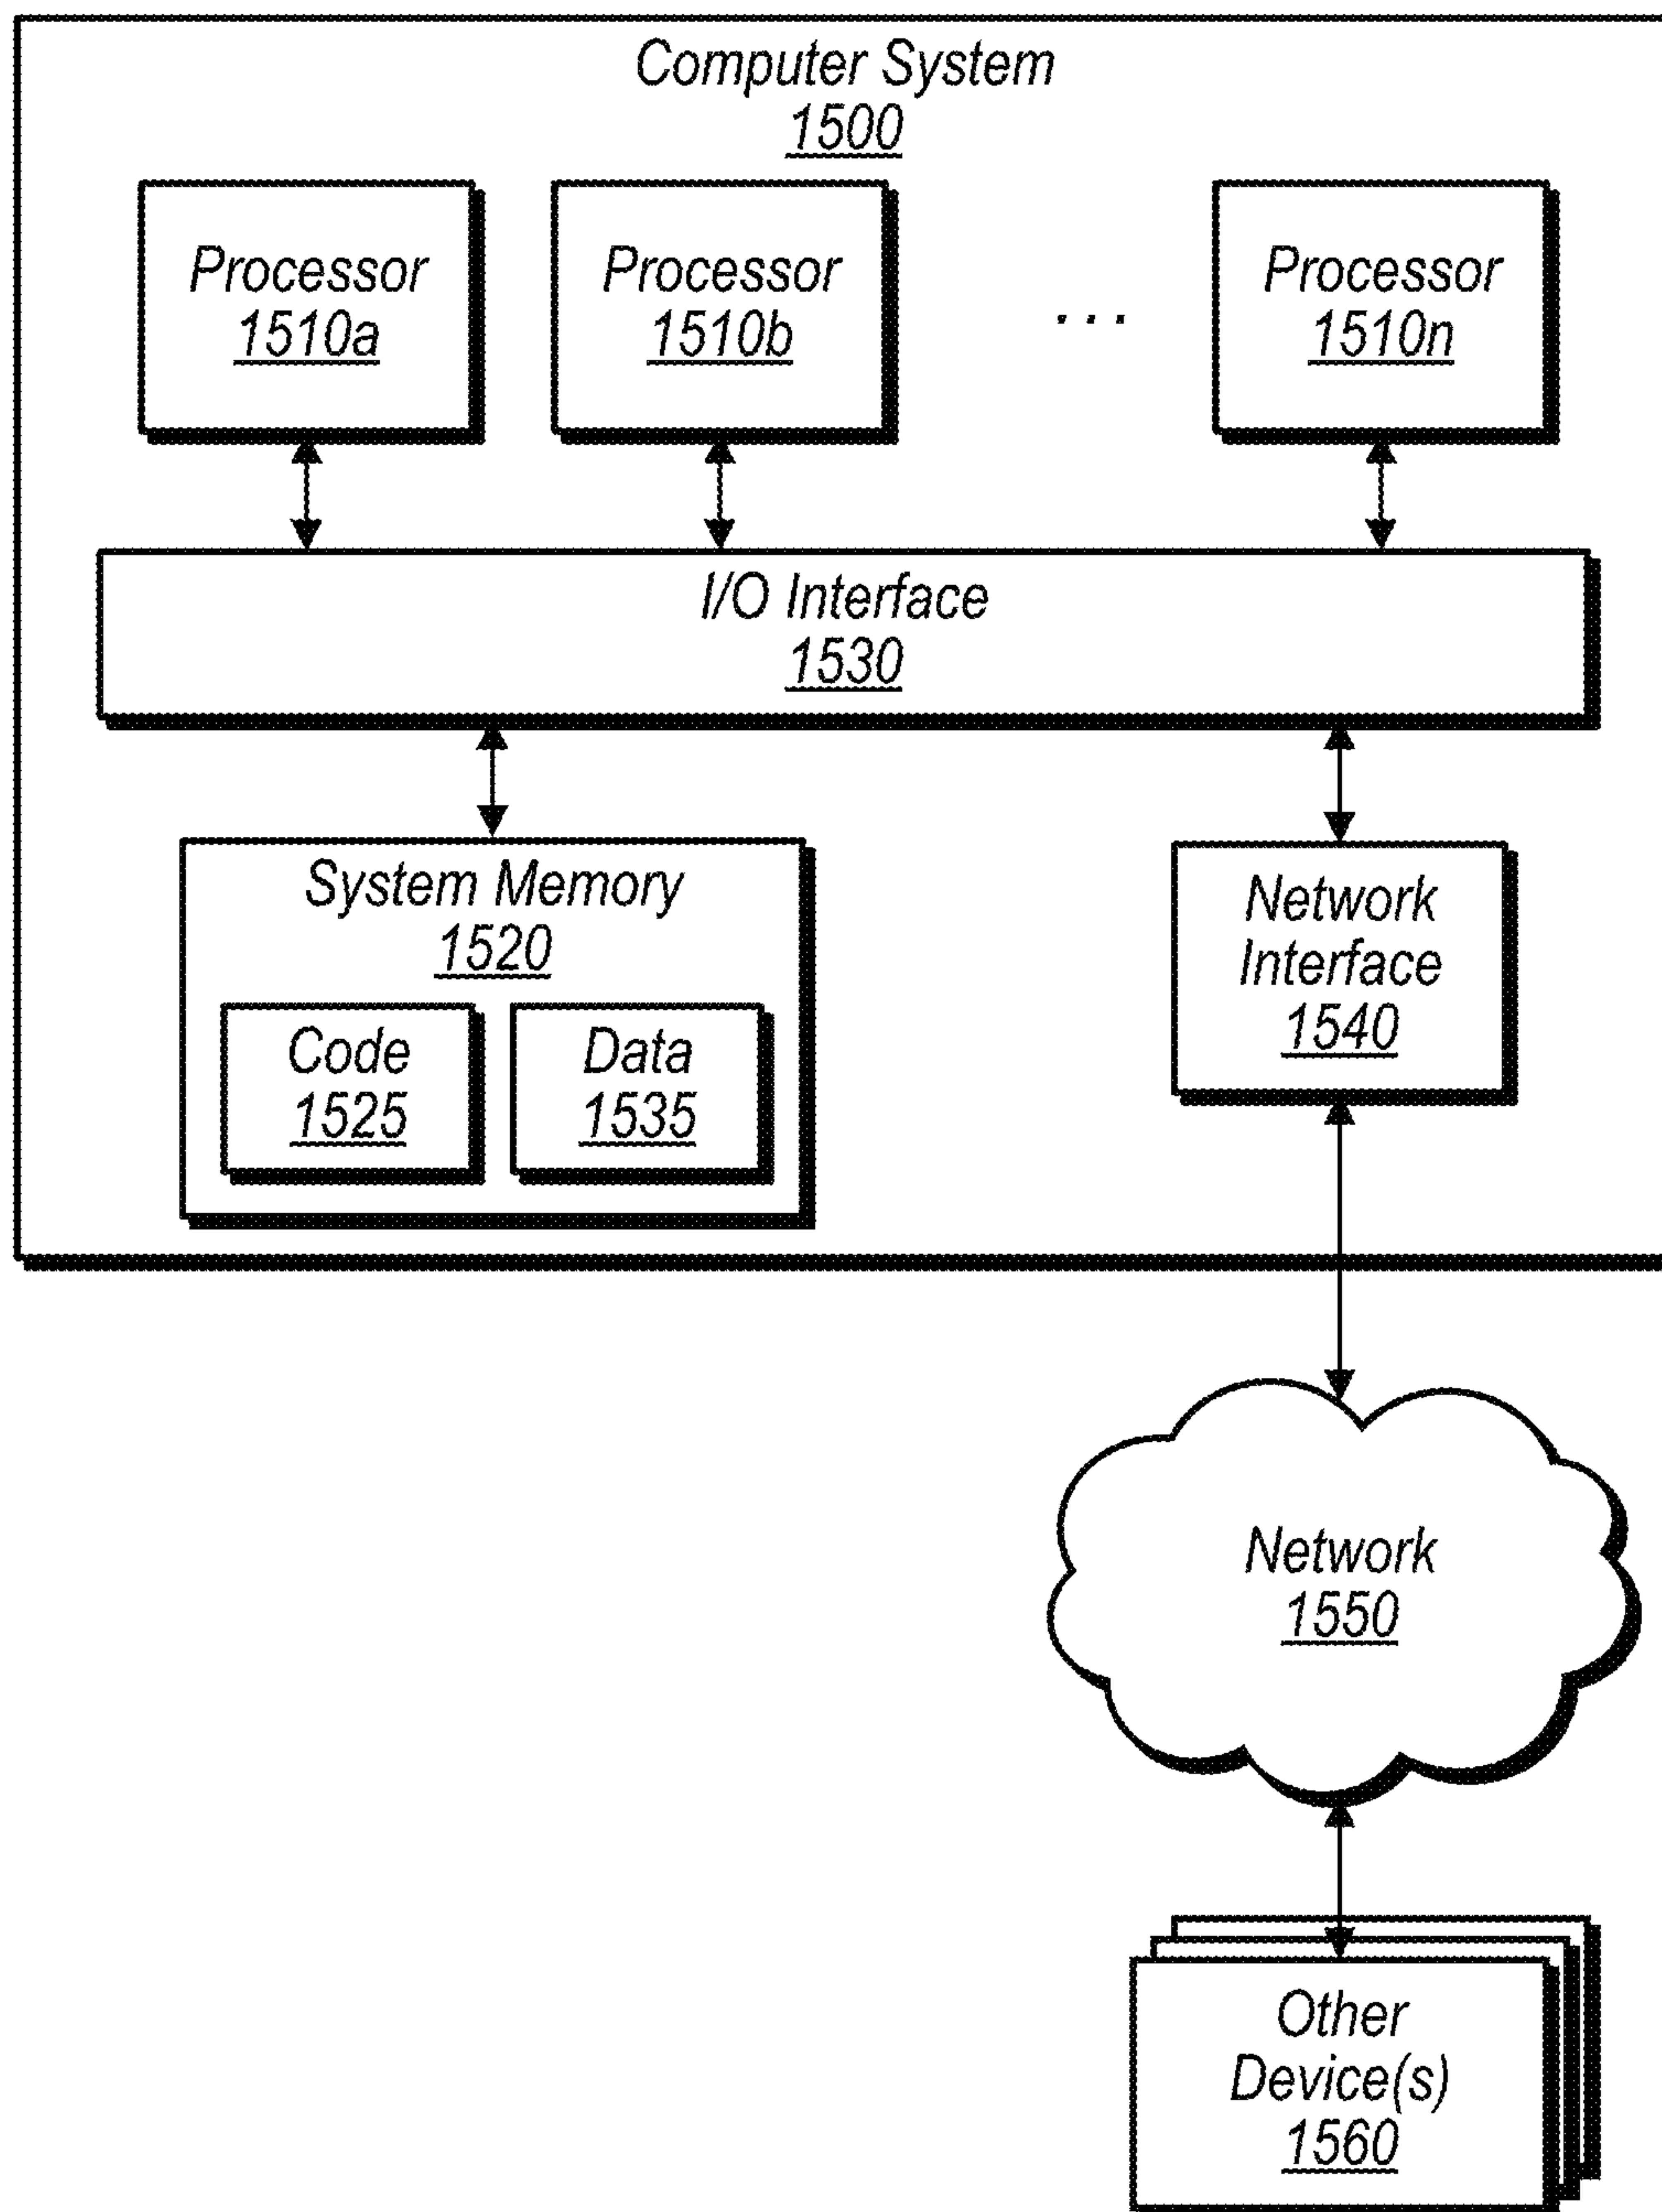 Computer System
1500
Processor
1510a
Processor
1510b
. . .
Processor
1510n
I/O Interface
1530
System Memory
1520
Code
1525
Data
1535
Network
Interface
1540
Network
1550
Other
Device(s)
1560